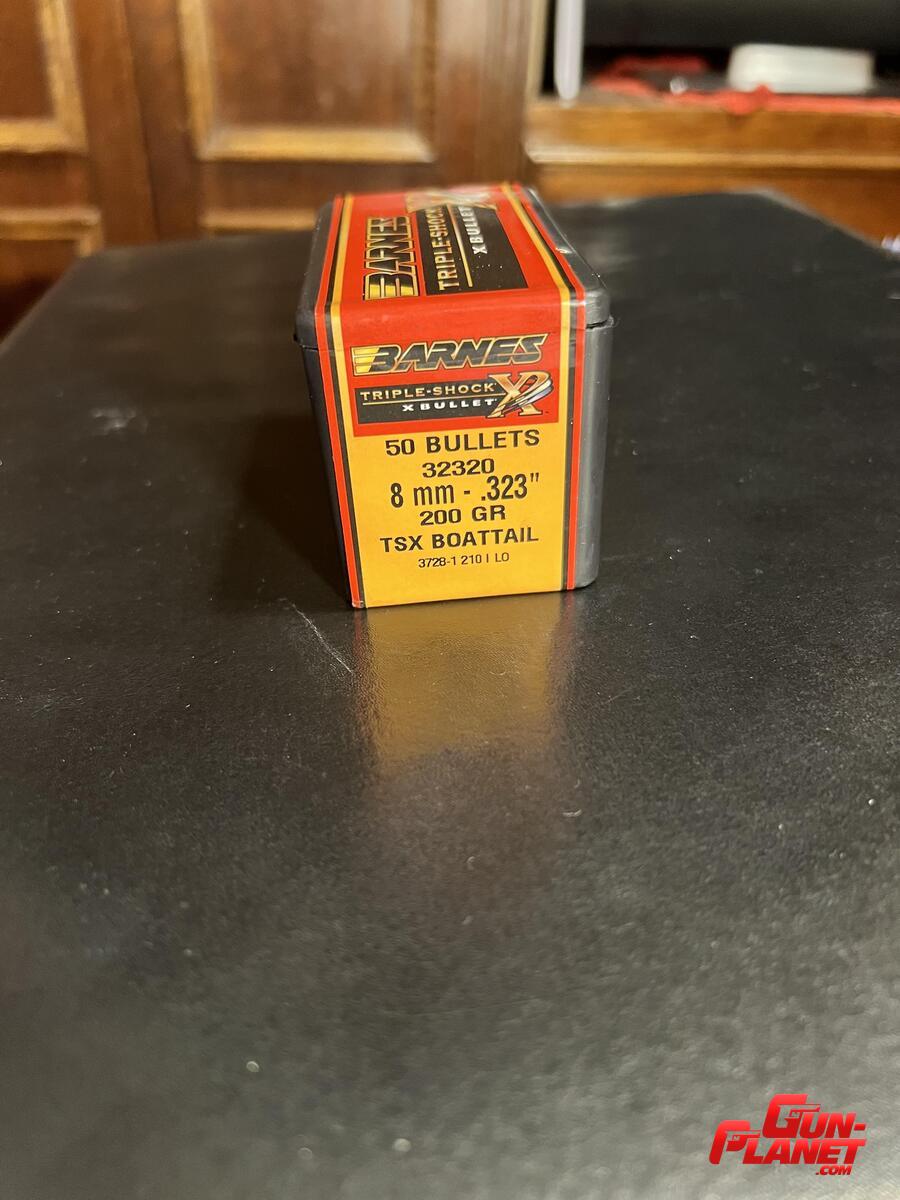 BARNES
TRIPLE-SHOCK
X BULLET
BARNES
TRIPLE-SHOCK
X BULLET
50 BULLETS
32320
8 mm - .323"
200 GR
TSX BOATTAIL
3728-1 210 I LO
GUN-
PLANET
.COM